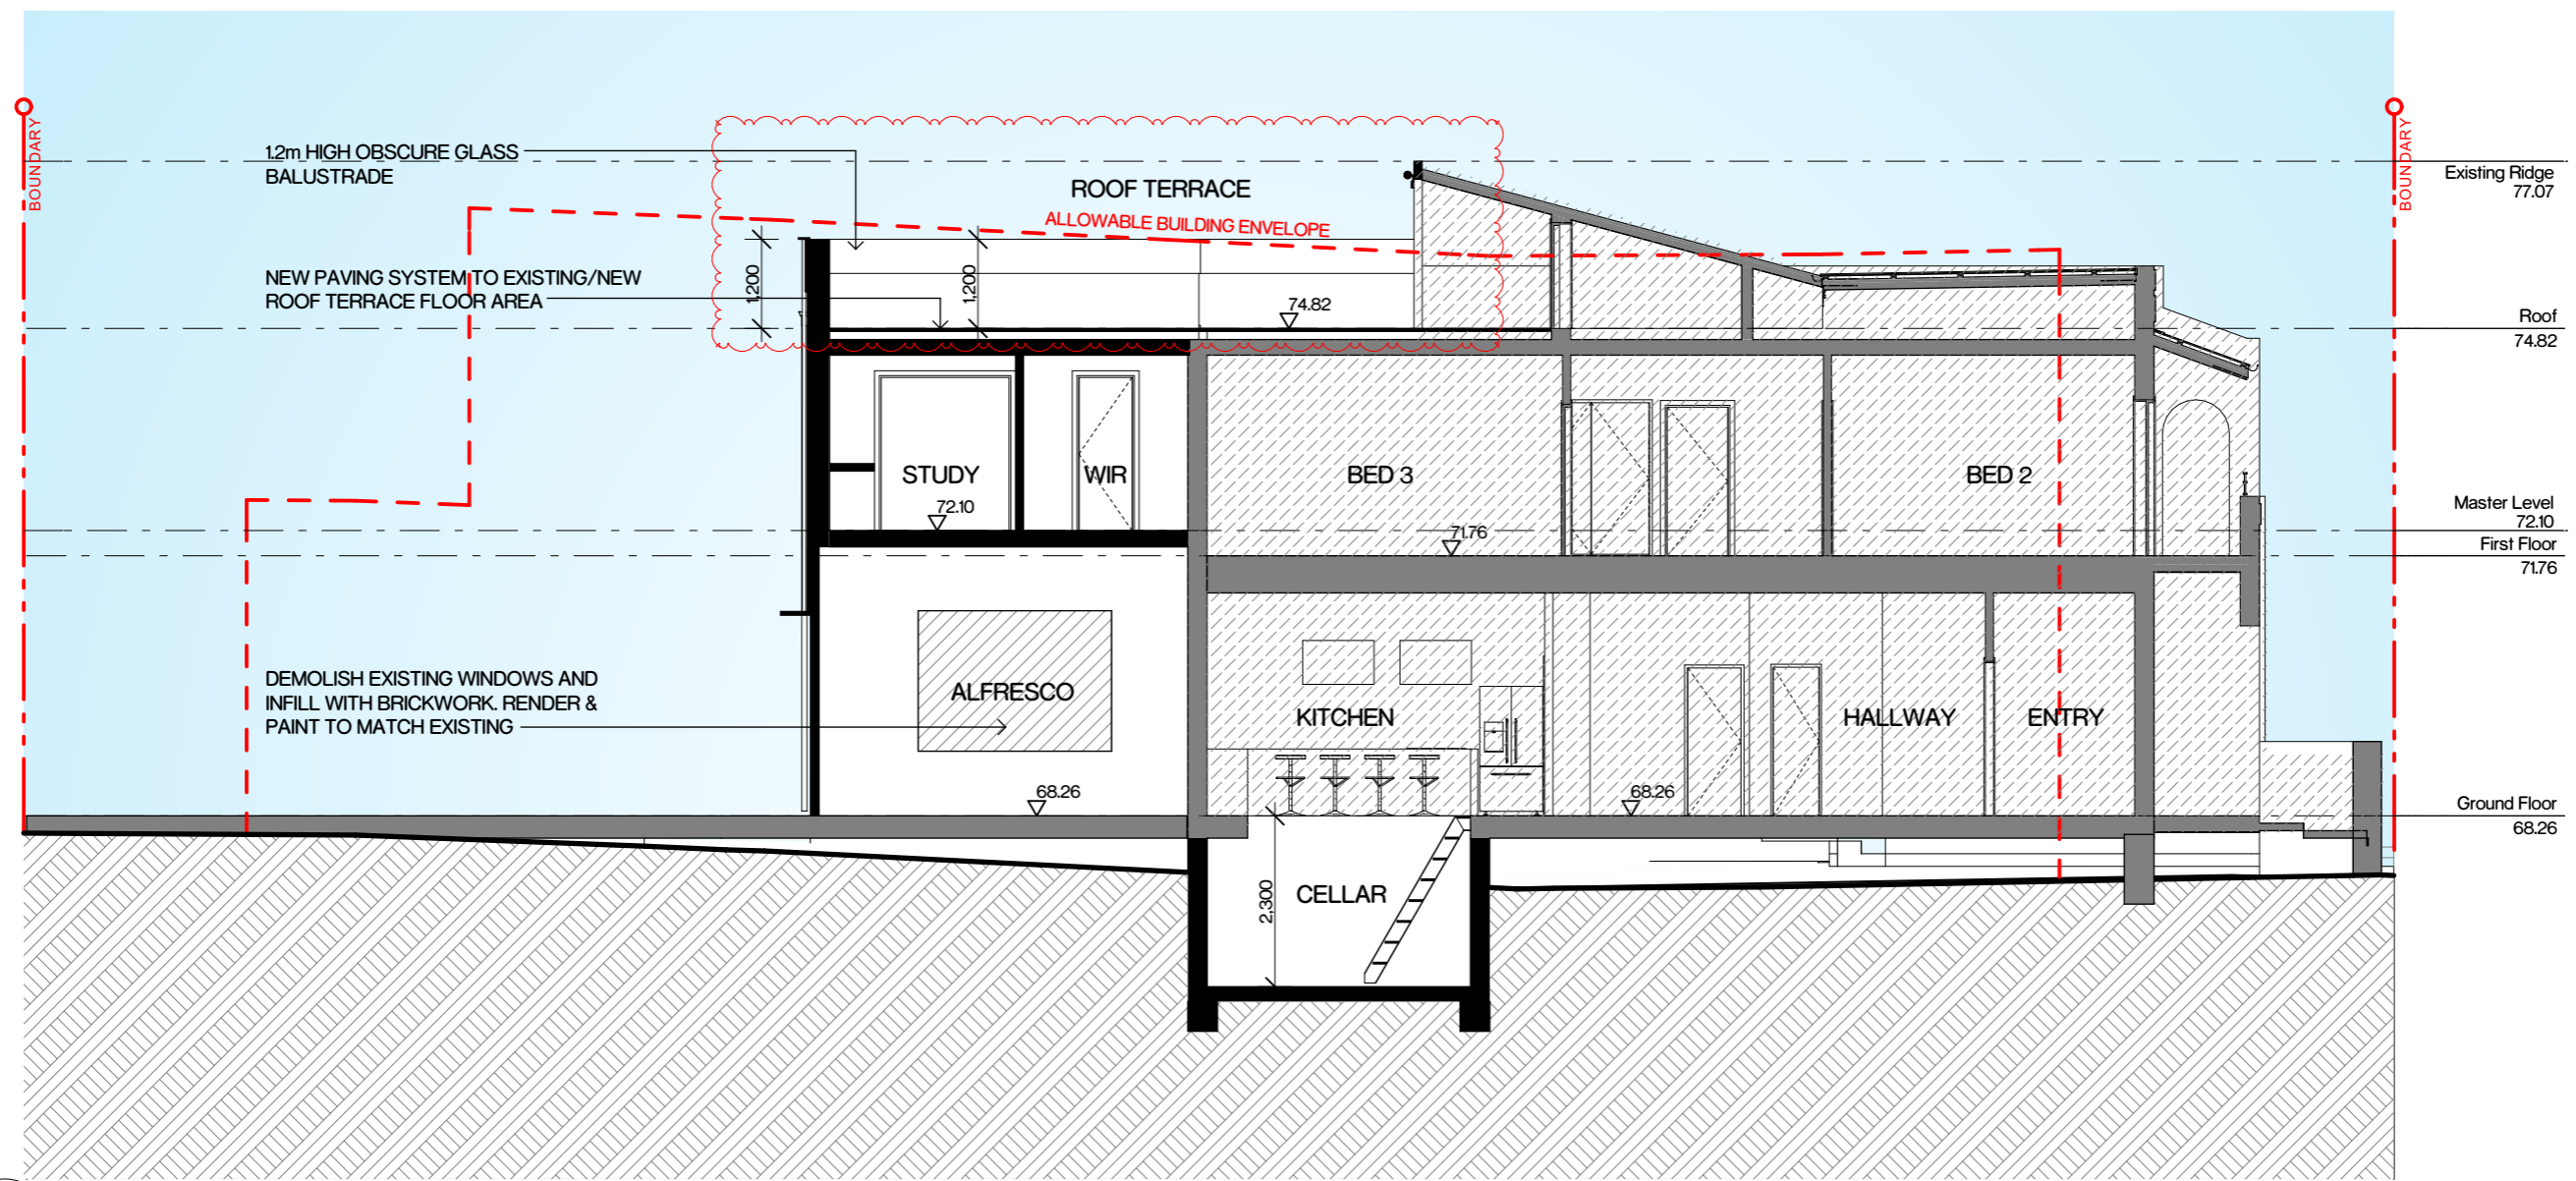 BOUNDARY
1.2m HIGH OBSCURE GLASS
BALUSTRADE
ROOF TERRACE
ALLOWABLE BUILDING ENVELOPE
BOUNDARY
Existing Ridge
77.07
NEW PAVING SYSTEM TO EXISTING/NEW
ROOF TERRACE FLOOR AREA
1,200
1,200
74.82
Roof
74.82
STUDY
72.10
WIR
BED 3
71.76
BED 2
Master Level
72.10
First Floor
71.76
DEMOLISH EXISTING WINDOWS AND
INFILL WITH BRICKWORK. RENDER &
PAINT TO MATCH EXISTING
ALFRESCO
68.26
KITCHEN
68.26
HALLWAY
ENTRY
Ground Floor
68.26
2,300
CELLAR